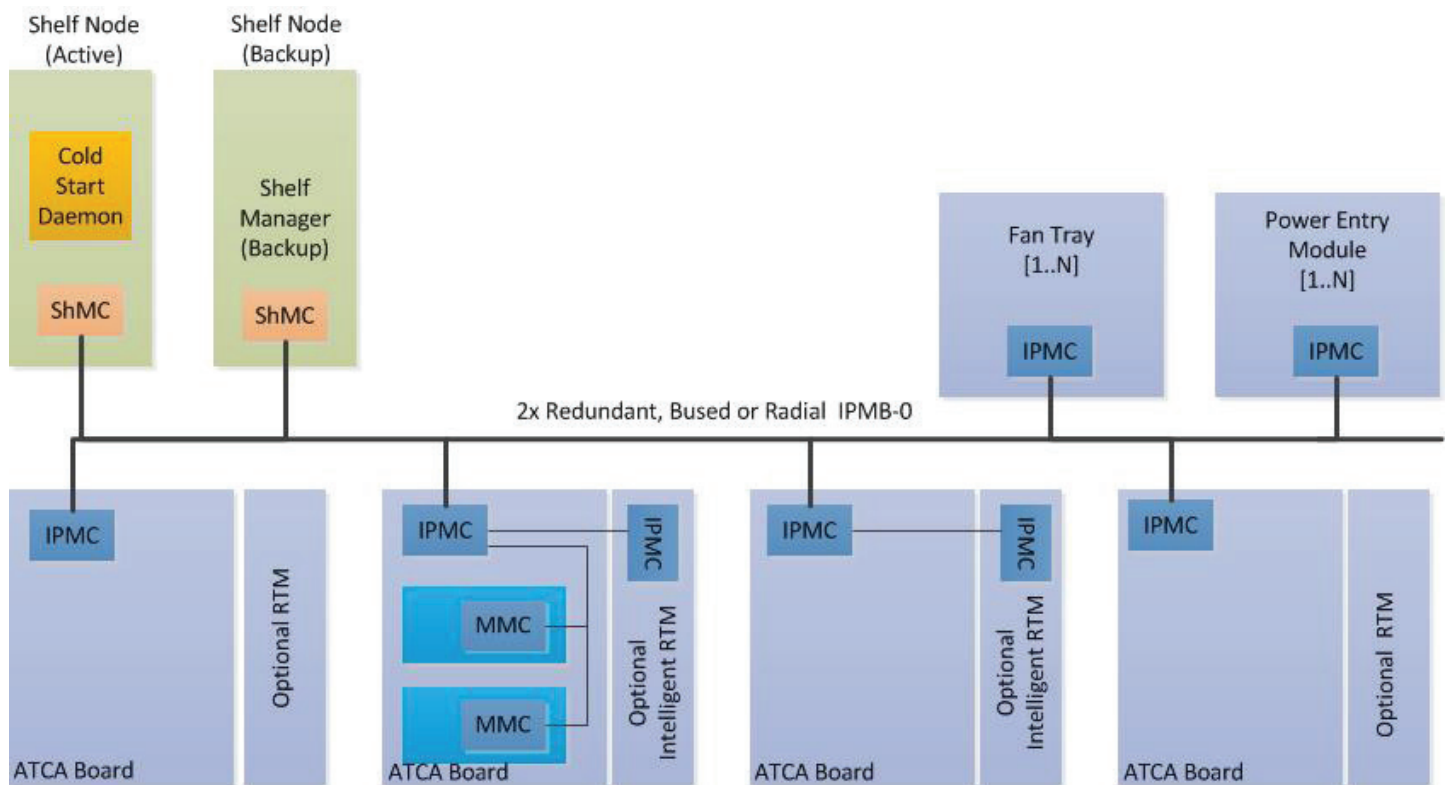 Shelf Node
(Active)
Shelf Node
(Backup)
Cold
Start
Daemon
ShMC
Shelf
Manager
(Backup)
ShMC
Fan Tray
[1..N]
IPMC
Power Entry
Module
[1..N]
IPMC
2x Redundant, Bused or Radial IPMB-0
IPMC
ATCA Board
Optional RTM
IPMC
MMC
MMC
ATCA Board
IPMC
Optional
Intelligent RTM
IPMC
ATCA Board
IPMC
Optional
Intelligent RTM
IPMC
ATCA Board
Optional RTM